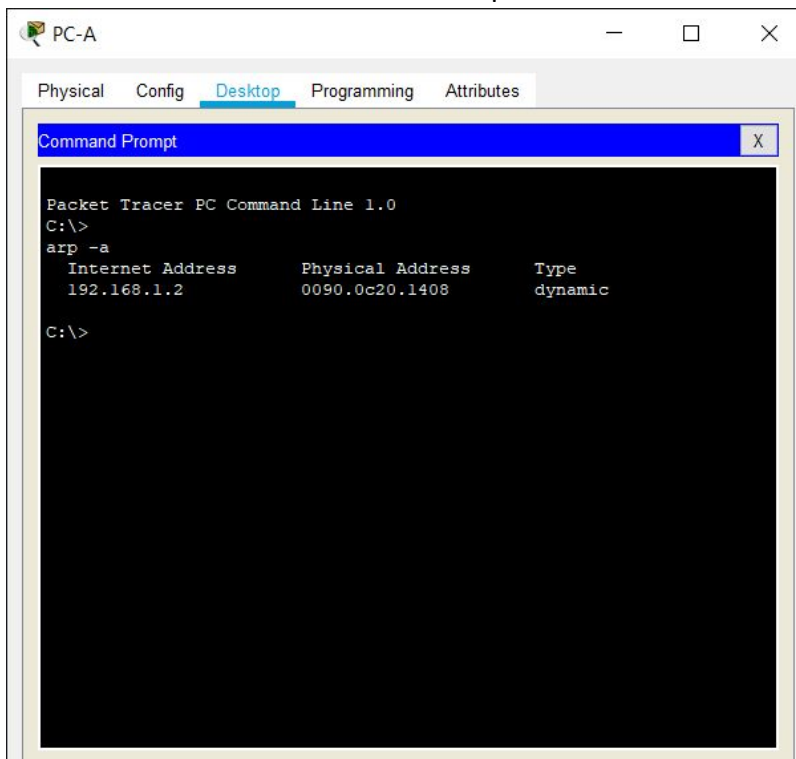 PC-A
Physical Config Desktop Programming Attributes
Command Prompt X
Packet Tracer PC Command Line 1.0
C:\>
arp -a
Internet Address Physical Address Type
192.168.1.2 0090.0c20.1408 dynamic
C:\>